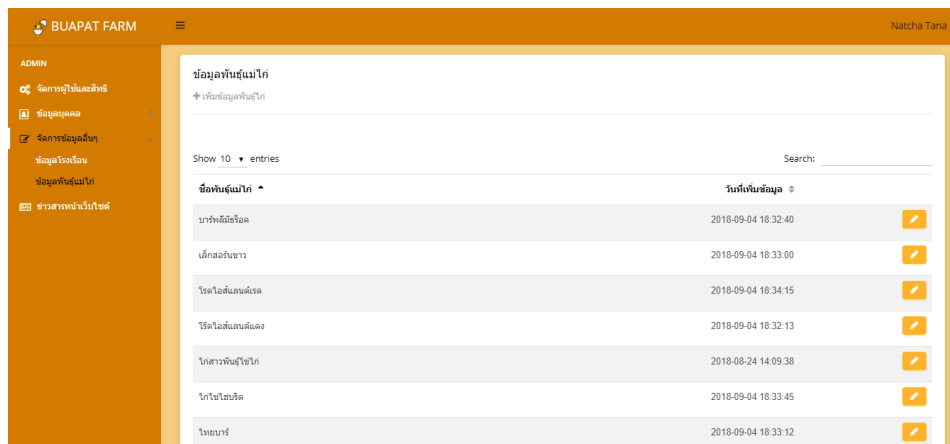 BUAPAT FARM
Natcha Tana
ADMIN
จัดการผู้ใช้และสิทธิ
ข้อมูลบุคคล
จัดการข้อมูลอื่นๆ
ข้อมูลโรงเรือน
ข้อมูลพันธุ์แม่ไก่
ข่าวสารหน้าเว็บไซต์
ข้อมูลพันธุ์แม่ไก่
เพิ่มข้อมูลพันธุ์ไก่
Show 10 entries
Search:
ชื่อพันธุ์แม่ไก่ วันที่เพิ่มข้อมูล
บาร์พลีมัธร็อค 2018-09-04 18:32:40
เล็กฮอร์นขาว 2018-09-04 18:33:00
โรดไอส์แลนด์เรด 2018-09-04 18:34:15
โร๊ดไอส์แลนด์แดง 2018-09-04 18:32:13
ไก่สาวพันธุ์ไข่ไก่ 2018-08-24 14:09:38
ไก่ไข่ไฮบริด 2018-09-04 18:33:45
ไทยบาร์ 2018-09-04 18:33:12